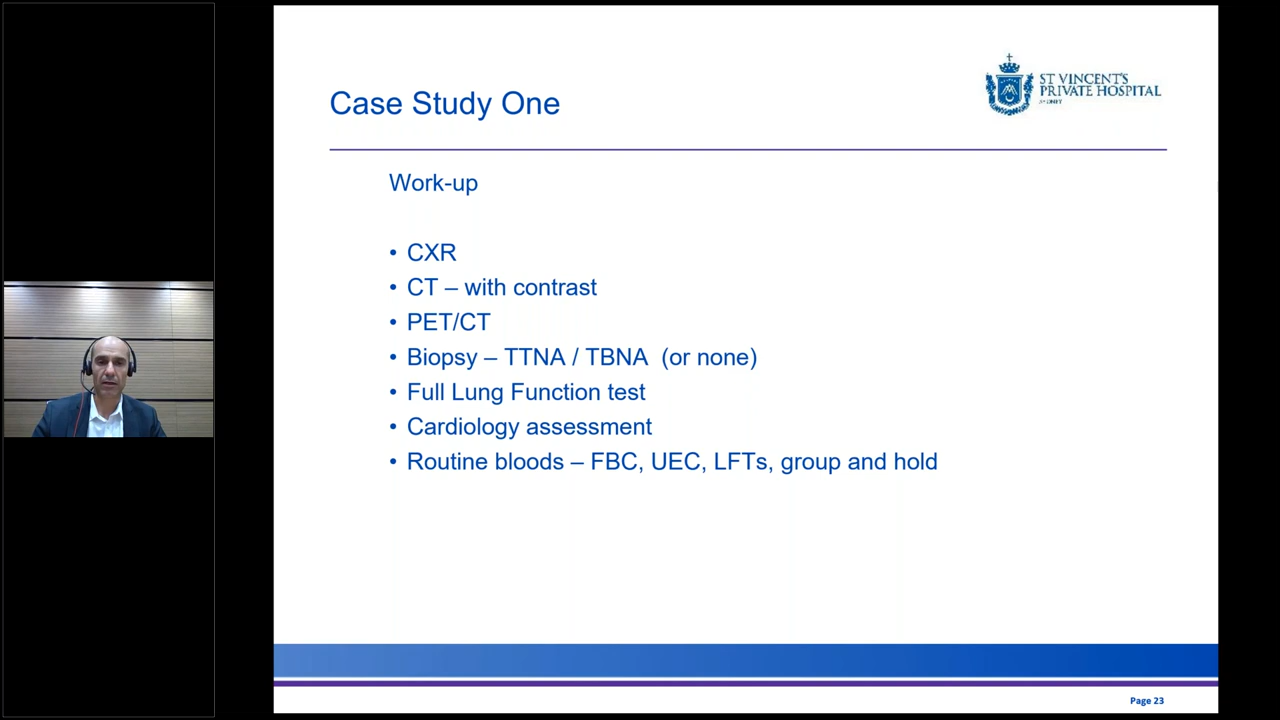 Case Study One
ST VINCENT'S
PRIVATE HOSPITAL
SYDNEY
Work-up
• CXR
• CT – with contrast
• PET/CT
• Biopsy – TTNA / TBNA (or none)
• Full Lung Function test
• Cardiology assessment
• Routine bloods – FBC, UEC, LFTs, group and hold
Page 23